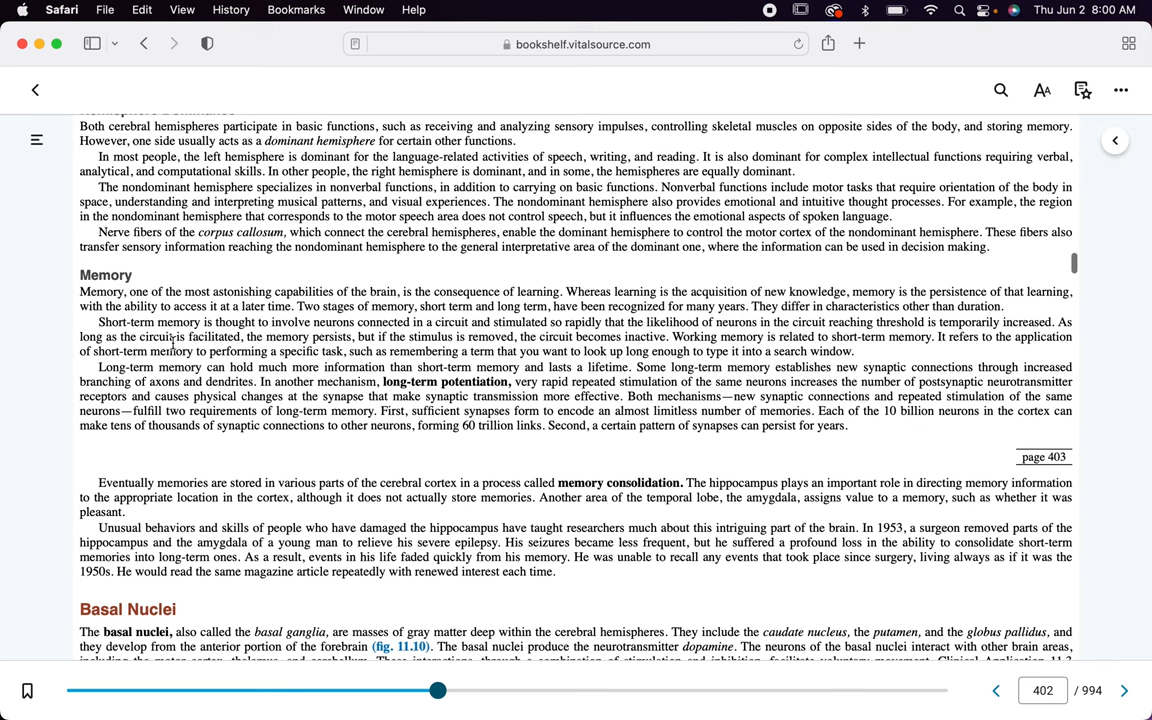 Safari File Edit View History Bookmarks Window Help Thu Jun 2 8:00 AM
bookshelf.vitalsource.com
AA
Both cerebral hemispheres participate in basic functions, such as receiving and analyzing sensory impulses, controlling skeletal muscles on opposite sides of the body, and storing memory.
However, one side usually acts as a dominant hemisphere for certain other functions.
In most people, the left hemisphere is dominant for the language-related activities of speech, writing, and reading. It is also dominant for complex intellectual functions requiring verbal,
analytical, and computational skills. In other people, the right hemisphere is dominant, and in some, the hemispheres are equally dominant.
The nondominant hemisphere specializes in nonverbal functions, in addition to carrying on basic functions. Nonverbal functions include motor tasks that require orientation of the body in
space, understanding and interpreting musical patterns, and visual experiences. The nondominant hemisphere also provides emotional and intuitive thought processes. For example, the region
in the nondominant hemisphere that corresponds to the motor speech area does not control speech, but it influences the emotional aspects of spoken language.
Nerve fibers of the corpus callosum, which connect the cerebral hemispheres, enable the dominant hemisphere to control the motor cortex of the nondominant hemisphere. These fibers also
transfer sensory information reaching the nondominant hemisphere to the general interpretative area of the dominant one, where the information can be used in decision making.
Memory
Memory, one of the most astonishing capabilities of the brain, is the consequence of learning. Whereas learning is the acquisition of new knowledge, memory is the persistence of that learning,
with the ability to access it at a later time. Two stages of memory, short term and long term, have been recognized for many years. They differ in characteristics other than duration.
Short-term memory is thought to involve neurons connected in a circuit and stimulated so rapidly that the likelihood of neurons in the circuit reaching threshold is temporarily increased. As
long as the circuit is facilitated, the memory persists, but if the stimulus is removed, the circuit becomes inactive. Working memory is related to short-term memory. It refers to the application
of short-term memory to performing a specific task, such as remembering a term that you want to look up long enough to type it into a search window.
Long-term memory can hold much more information than short-term memory and lasts a lifetime. Some long-term memory establishes new synaptic connections through increased
branching of axons and dendrites. In another mechanism, long-term potentiation, very rapid repeated stimulation of the same neurons increases the number of postsynaptic neurotransmitter
receptors and causes physical changes at the synapse that make synaptic transmission more effective. Both mechanisms—new synaptic connections and repeated stimulation of the same
neurons—fulfill two requirements of long-term memory. First, sufficient synapses form to encode an almost limitless number of memories. Each of the 10 billion neurons in the cortex can
make tens of thousands of synaptic connections to other neurons, forming 60 trillion links. Second, a certain pattern of synapses can persist for years.
page 403
Eventually memories are stored in various parts of the cerebral cortex in a process called memory consolidation. The hippocampus plays an important role in directing memory information
to the appropriate location in the cortex, although it does not actually store memories. Another area of the temporal lobe, the amygdala, assigns value to a memory, such as whether it was
pleasant.
Unusual behaviors and skills of people who have damaged the hippocampus have taught researchers much about this intriguing part of the brain. In 1953, a surgeon removed parts of the
hippocampus and the amygdala of a young man to relieve his severe epilepsy. His seizures became less frequent, but he suffered a profound loss in the ability to consolidate short-term
memories into long-term ones. As a result, events in his life faded quickly from his memory. He was unable to recall any events that took place since surgery, living always as if it was the
1950s. He would read the same magazine article repeatedly with renewed interest each time.
Basal Nuclei
The basal nuclei, also called the basal ganglia, are masses of gray matter deep within the cerebral hemispheres. They include the caudate nucleus, the putamen, and the globus pallidus, and
they develop from the anterior portion of the forebrain (fig. 11.10). The basal nuclei produce the neurotransmitter dopamine. The neurons of the basal nuclei interact with other brain areas,
402 / 994